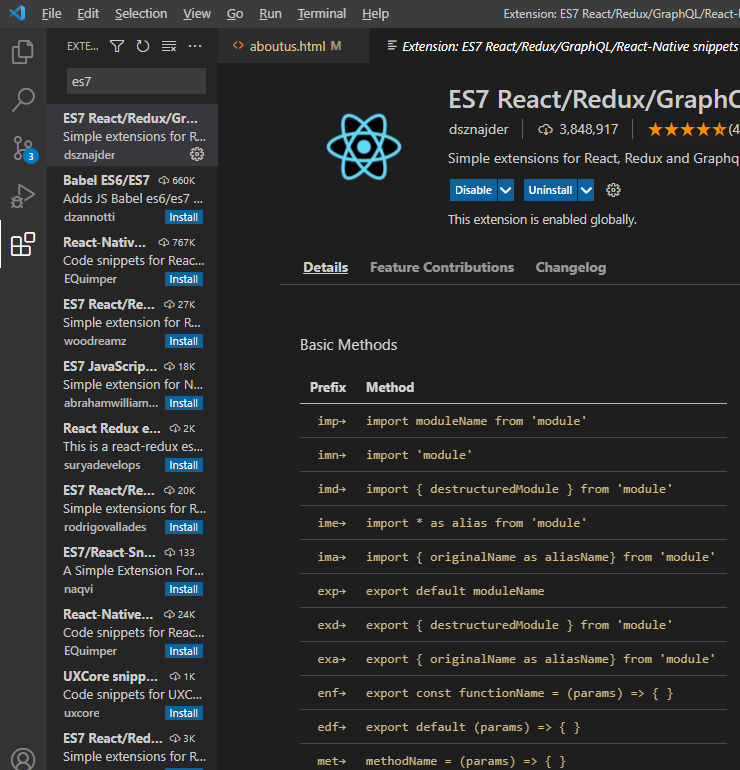 File Edit Selection View Go Run Terminal Help Extension: ES7 React/Redux/GraphQL/React-
EXTE...
es7
ES7 React/Redux/Gr...
Simple extensions for R...
dsznajder
Babel ES6/ES7 660K
Adds JS Babel es6/es7 ...
dzannotti Install
React-Nativ... 767K
Code snippets for Reac...
EQuimper Install
ES7 React/Re... 27K
Simple extension for R...
woodreamz Install
ES7 JavaScrip... 18K
Simple extension for N...
abrahamwilliam... Install
React Redux e... 2K
This is a react-redux es...
suryadevelops Install
ES7 React/Re... 20K
Simple extensions for R...
rodrigovallades Install
ES7/React-Sn... 133
A Simple Extension For...
naqvi Install
React-Native... 24K
Code snippets for Reac...
EQuimper Install
UXCore snipp... 1K
Code snippets for UXC...
uxcore Install
ES7 React/Red... 3K
Simple extensions for R...
3
<> aboutus.html M
Extension: ES7 React/Redux/GraphQL/React-Native snippets
ES7 React/Redux/GraphQ
dsznajder 3,848,917 (4
Simple extensions for React, Redux and Graphq
Disable Uninstall
This extension is enabled globally.
Details Feature Contributions Changelog
Basic Methods
Prefix Method
imp→ import moduleName from 'module'
imn→ import 'module'
imd→ import { destructuredModule } from 'module'
ime→ import * as alias from 'module'
ima→ import { originalName as aliasName} from 'module'
exp→ export default moduleName
exd→ export { destructuredModule } from 'module'
exa→ export { originalName as aliasName} from 'module'
enf→ export const functionName = (params) => { }
edf→ export default (params) => { }
met→ methodName = (params) => { }